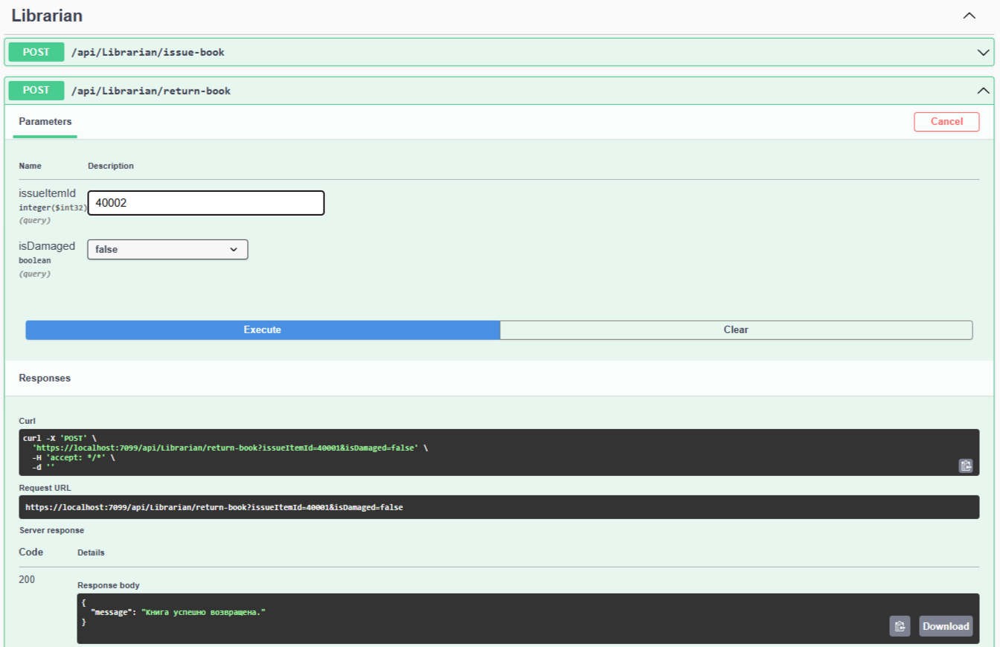 Librarian
POST /api/Librarian/issue-book
POST /api/Librarian/return-book
Parameters
Cancel
Name Description
issueItemId
integer($int32)
(query)
40002
isDamaged
boolean
(query)
false
Execute
Clear
Responses
Curl
curl -X 'POST' \
'https://localhost:7099/api/Librarian/return-book?issueItemId=40001&isDamaged=false' \
-H 'accept: */*' \
-d ''
Request URL
https://localhost:7099/api/Librarian/return-book?issueItemId=40001&isDamaged=false
Server response
Code Details
200
Response body
{
"message": "Книга успешно возвращена."
}
Download